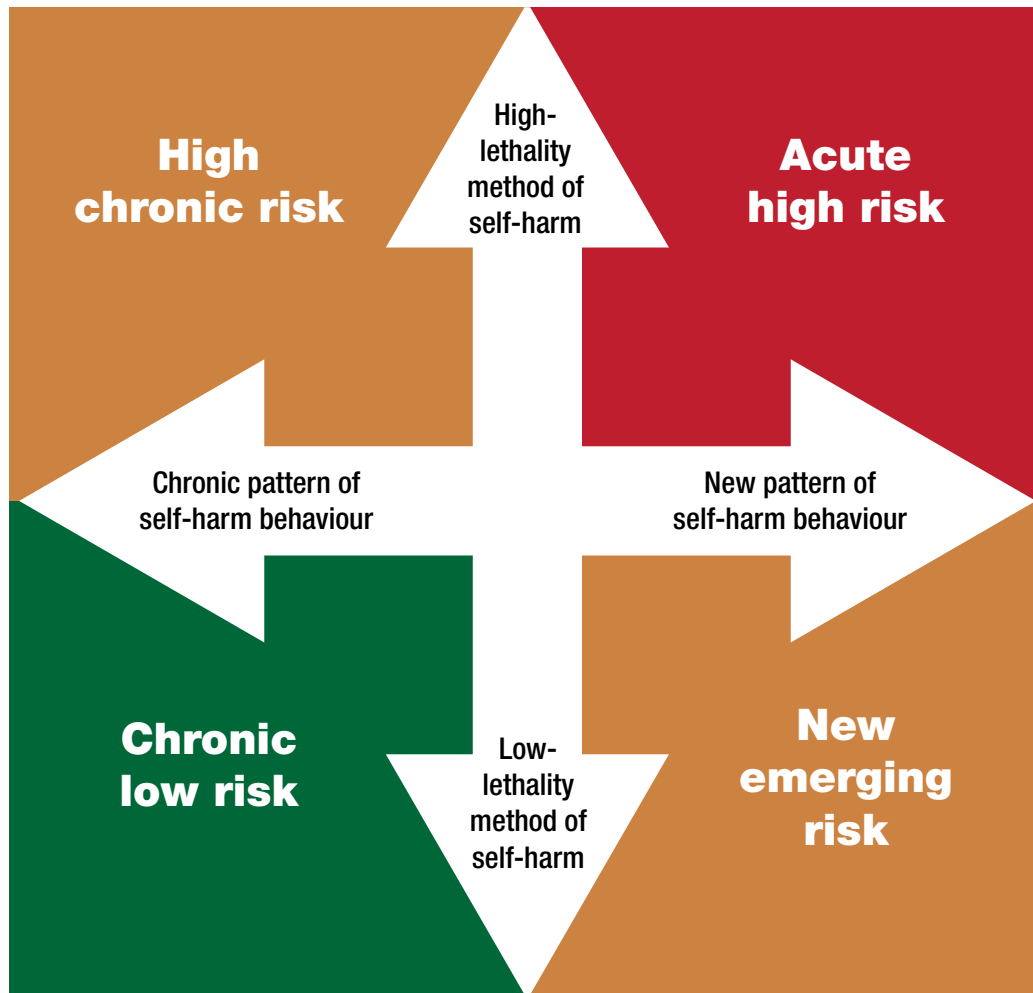 High
chronic risk
High-
lethality
method of
self-harm
Acute
high risk
Chronic pattern of
self-harm behaviour
New pattern of
self-harm behaviour
Chronic
low risk
Low-
lethality
method of
self-harm
New
emerging
risk